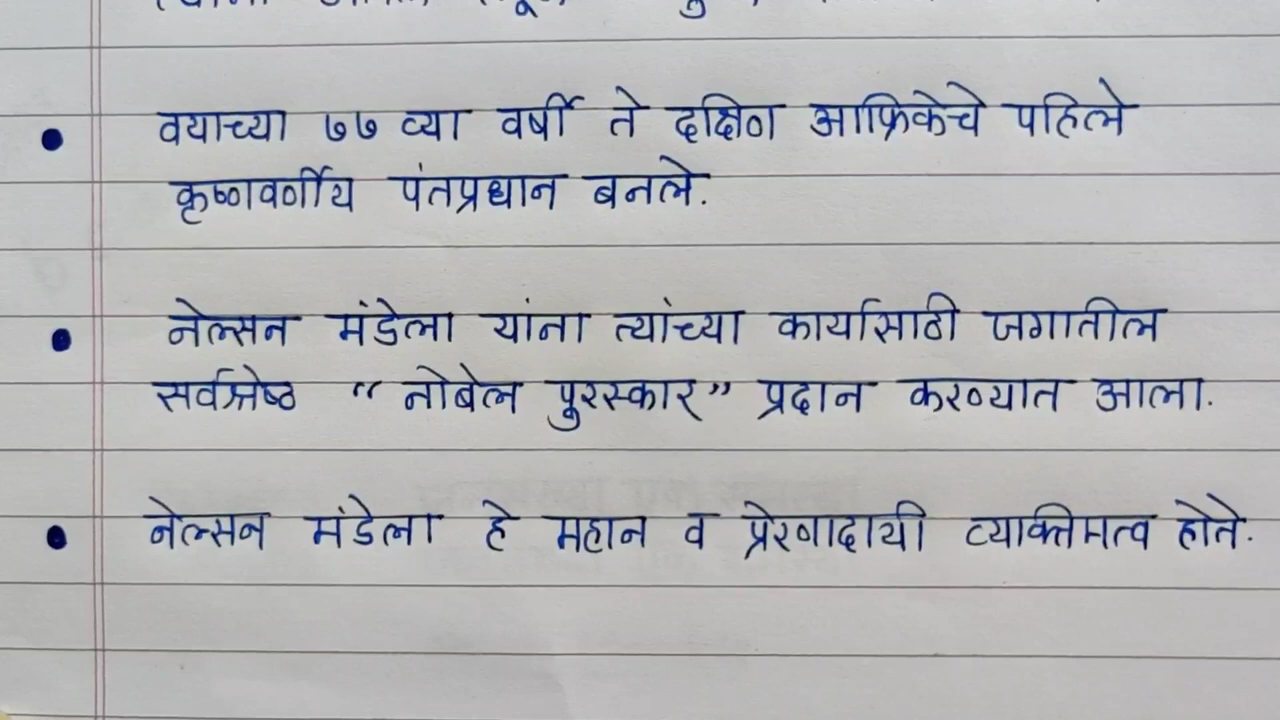 वयाच्या ७७ व्या वर्षी ते दक्षिण आफ्रिकेचे पहिले
कृष्णवर्णीय पंतप्रधान बनले.
नेल्सन मंडेला यांना त्यांच्या कार्यासाठी जगातील
सर्वश्रेष्ठ “ नोबेल पुरस्कार” प्रदान करण्यात आला.
नेल्सन मंडेला हे महान व प्रेरणादायी व्यक्तिमत्व होते.